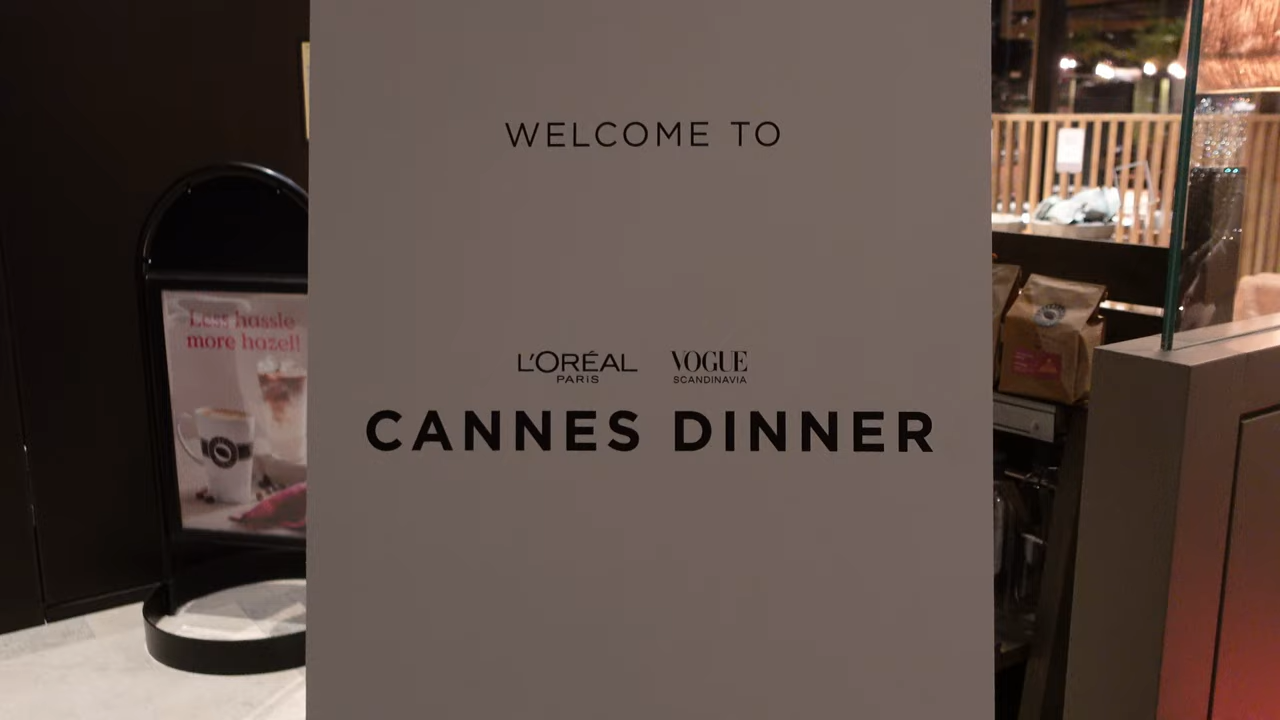 WELCOME TO
L'ORÉAL
PARIS
VOGUE
SCANDINAVIA
CANNES DINNER
Less hassle
more hazel!